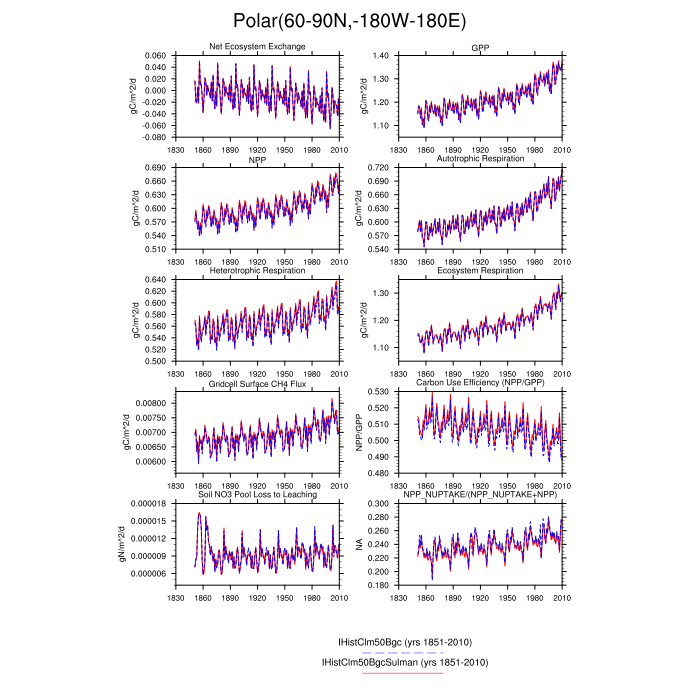 Polar(60-90N,-180W-180E)
Net Ecosystem Exchange
GPP
gC/m^2/d
0.060
0.040
0.020
0.000
-0.020
-0.040
-0.060
-0.080
1830 1860 1890 1920 1950 1980 2010
gC/m^2/d
1.40
1.30
1.20
1.10
1830 1860 1890 1920 1950 1980 2010
NPP
Autotrophic Respiration
gC/m^2/d
0.690
0.660
0.630
0.600
0.570
0.540
0.510
1830 1860 1890 1920 1950 1980 2010
gC/m^2/d
0.720
0.690
0.660
0.630
0.600
0.570
0.540
1830 1860 1890 1920 1950 1980 2010
Heterotrophic Respiration
Ecosystem Respiration
gC/m^2/d
0.640
0.620
0.600
0.580
0.560
0.540
0.520
0.500
1830 1860 1890 1920 1950 1980 2010
gC/m^2/d
1.30
1.20
1.10
1830 1860 1890 1920 1950 1980 2010
Gridcell Surface CH4 Flux
Carbon Use Efficiency (NPP/GPP)
gC/m^2/d
0.00800
0.00750
0.00700
0.00650
0.00600
1830 1860 1890 1920 1950 1980 2010
NPP/GPP
0.530
0.520
0.510
0.500
0.490
0.480
1830 1860 1890 1920 1950 1980 2010
Soil NO3 Pool Loss to Leaching
NPP_NUPTAKE/(NPP_NUPTAKE+NPP)
gN/m^2/d
0.000018
0.000015
0.000012
0.000009
0.000006
1830 1860 1890 1920 1950 1980 2010
NA
0.300
0.280
0.260
0.240
0.220
0.200
0.180
1830 1860 1890 1920 1950 1980 2010
IHistClm50Bgc (yrs 1851-2010)
IHistClm50BgcSulman (yrs 1851-2010)